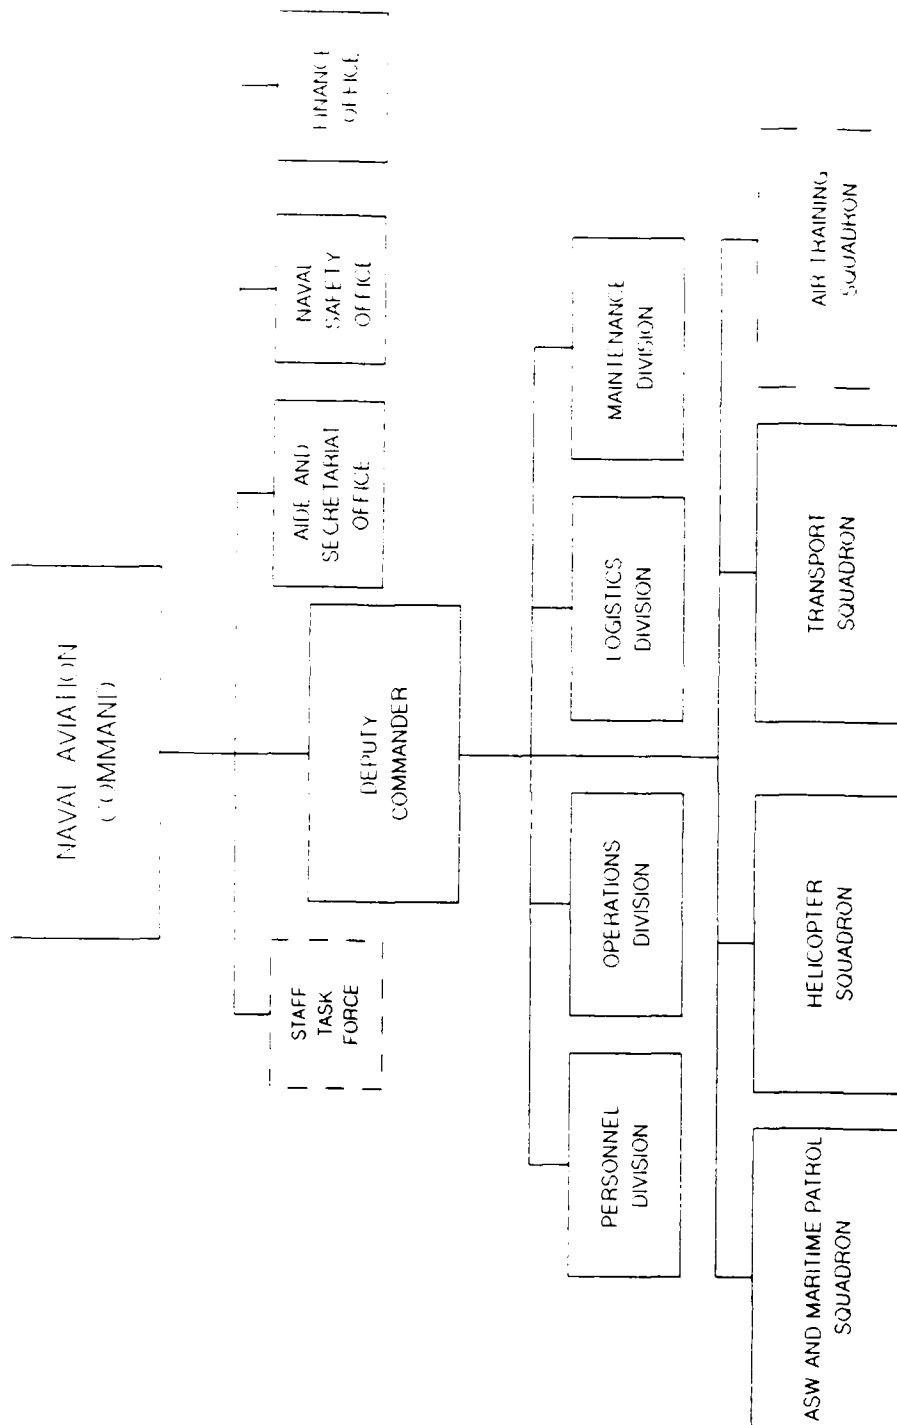 NAVAL AVIATION
COMMAND
STAFF
TASK
FORCE
AIDE AND
SECRETARIAT
OFFICE
NAVAL
SAFETY
OFFICE
FINANCE
OFFICE
DEPUTY
COMMANDER
PERSONNEL
DIVISION
OPERATIONS
DIVISION
LOGISTICS
DIVISION
MAINTENANCE
DIVISION
ASW AND MARITIME PATROL
SQUADRON
HELICOPTER
SQUADRON
TRANSPORT
SQUADRON
AIR TRAINING
SQUADRON